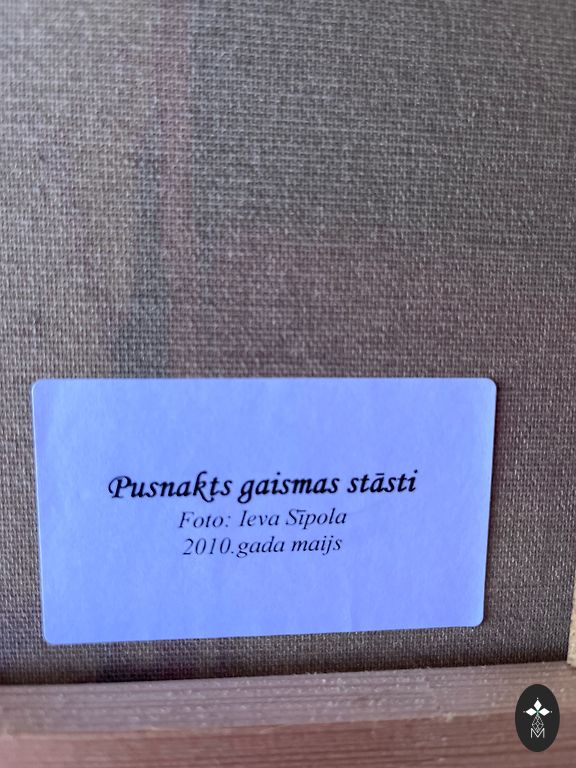 Pusnakts gaismas stāsti
Foto: Ieva Sīpola
2010.gada maijs